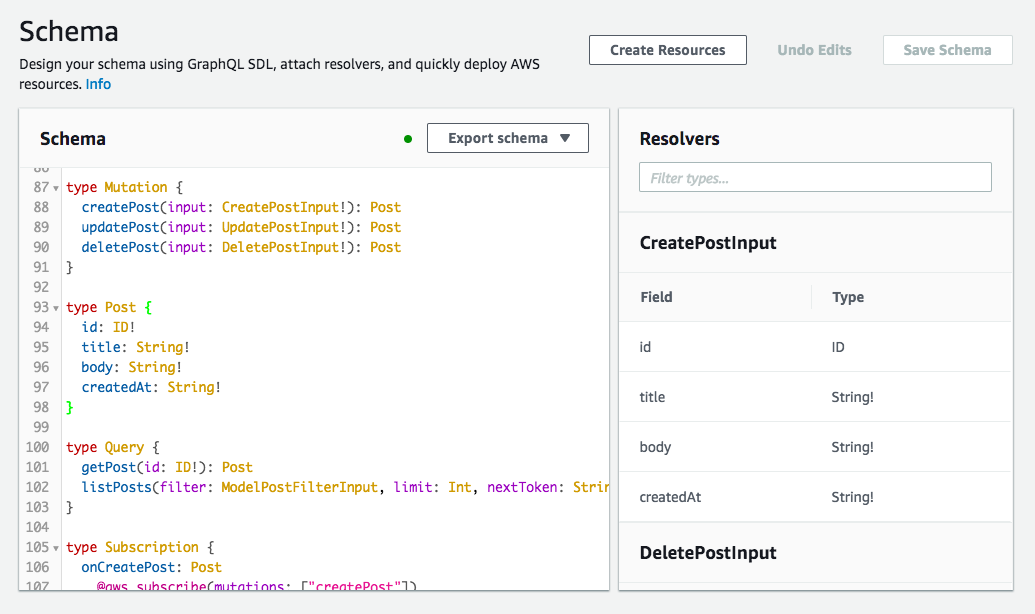 Schema
Design your schema using GraphQL SDL, attach resolvers, and quickly deploy AWS
resources. Info
Create Resources
Undo Edits
Save Schema
Schema
Export schema
86
87 type Mutation {
88 createPost(input: CreatePostInput!): Post
89 updatePost(input: UpdatePostInput!): Post
90 deletePost(input: DeletePostInput!): Post
91 }
92
93 type Post {
94 id: ID!
95 title: String!
96 body: String!
97 createdAt: String!
98 }
99
100 type Query {
101 getPost(id: ID!): Post
102 listPosts(filter: ModelPostFilterInput, limit: Int, nextToken: Strin
103 }
104
105 type Subscription {
106 onCreatePost: Post
107 @aws_subscribe(mutations: ["createPost"])
Resolvers
Filter types...
CreatePostInput
Field Type
id ID
title String!
body String!
createdAt String!
DeletePostInput